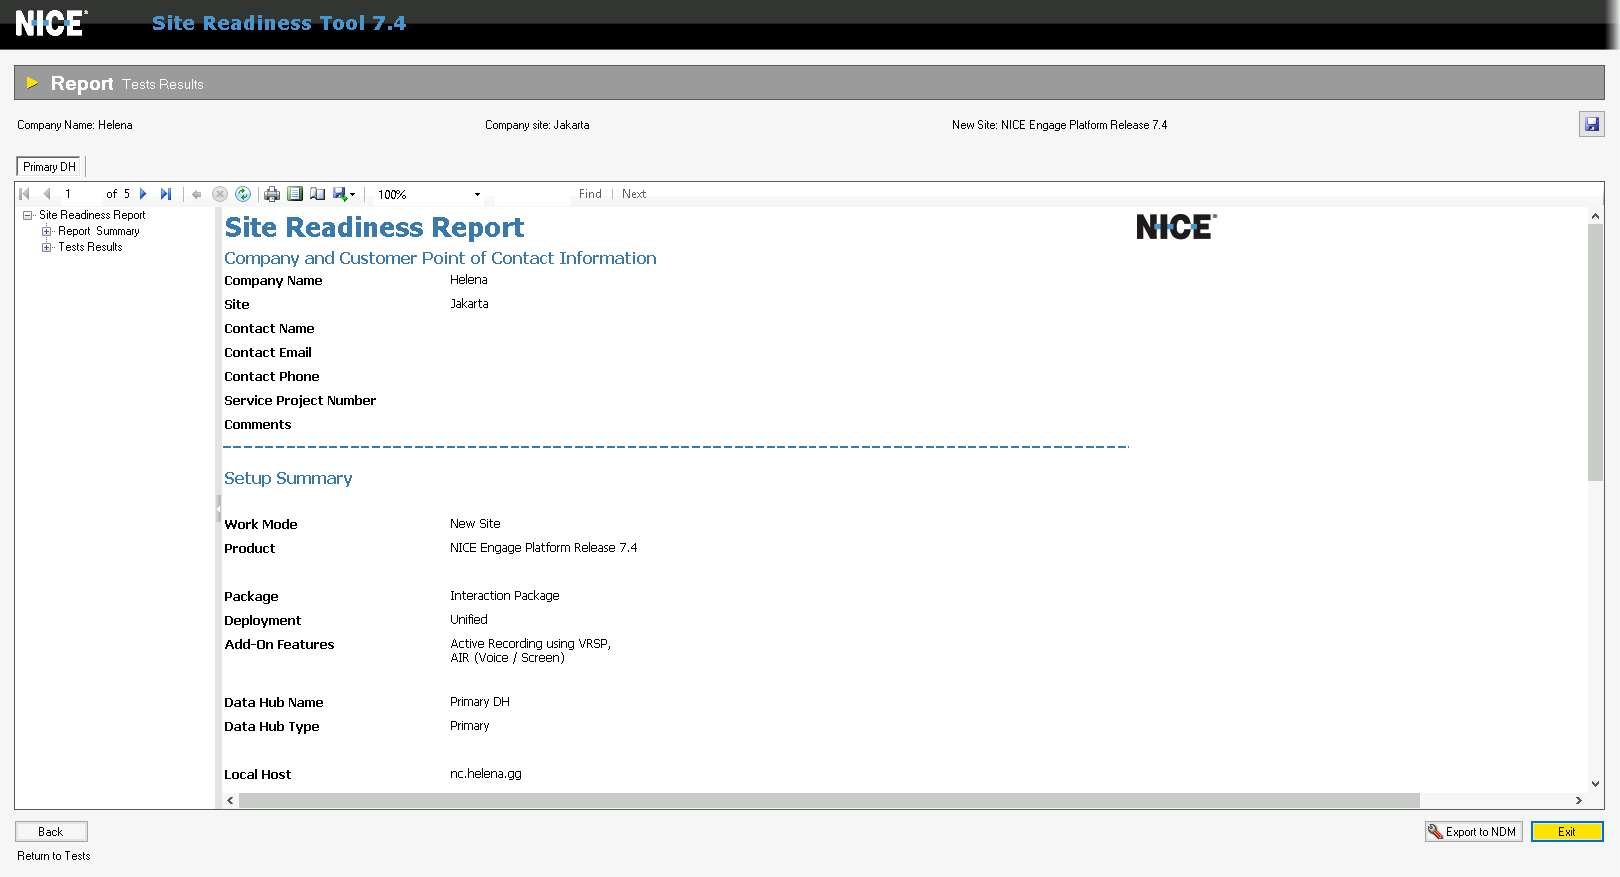 NICE
Site Readiness Tool 7.4
Report Tests Results
Company Name: Helena
Company site: Jakarta
New Site: NICE Engage Platform Release 7.4
Primary DH
1 of 5
100%
Find | Next
Site Readiness Report
Report Summary
Tests Results
Site Readiness Report
NICE
Company and Customer Point of Contact Information
Company Name Helena
Site Jakarta
Contact Name
Contact Email
Contact Phone
Service Project Number
Comments
Setup Summary
Work Mode New Site
Product NICE Engage Platform Release 7.4
Package Interaction Package
Deployment Unified
Add-On Features Active Recording using VRSP,
AIR (Voice / Screen)
Data Hub Name Primary DH
Data Hub Type Primary
Local Host nc.helena.gg
Back
Export to NDM
Exit
Return to Tests